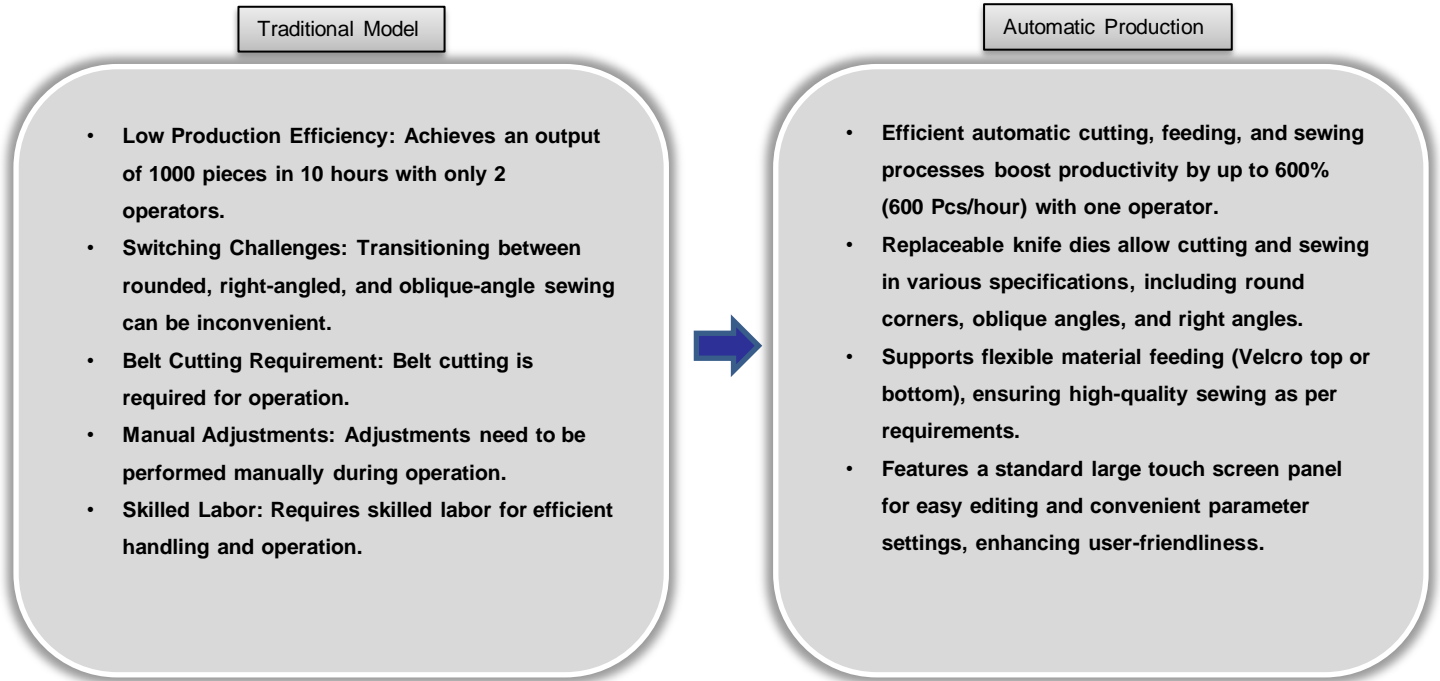 Traditional Model
• Low Production Efficiency: Achieves an output
of 1000 pieces in 10 hours with only 2
operators.
• Switching Challenges: Transitioning between
rounded, right-angled, and oblique-angle sewing
can be inconvenient.
• Belt Cutting Requirement: Belt cutting is
required for operation.
• Manual Adjustments: Adjustments need to be
performed manually during operation.
• Skilled Labor: Requires skilled labor for efficient
handling and operation.
Automatic Production
• Efficient automatic cutting, feeding, and sewing
processes boost productivity by up to 600%
(600 Pcs/hour) with one operator.
• Replaceable knife dies allow cutting and sewing
in various specifications, including round
corners, oblique angles, and right angles.
• Supports flexible material feeding (Velcro top or
bottom), ensuring high-quality sewing as per
requirements.
• Features a standard large touch screen panel
for easy editing and convenient parameter
settings, enhancing user-friendliness.